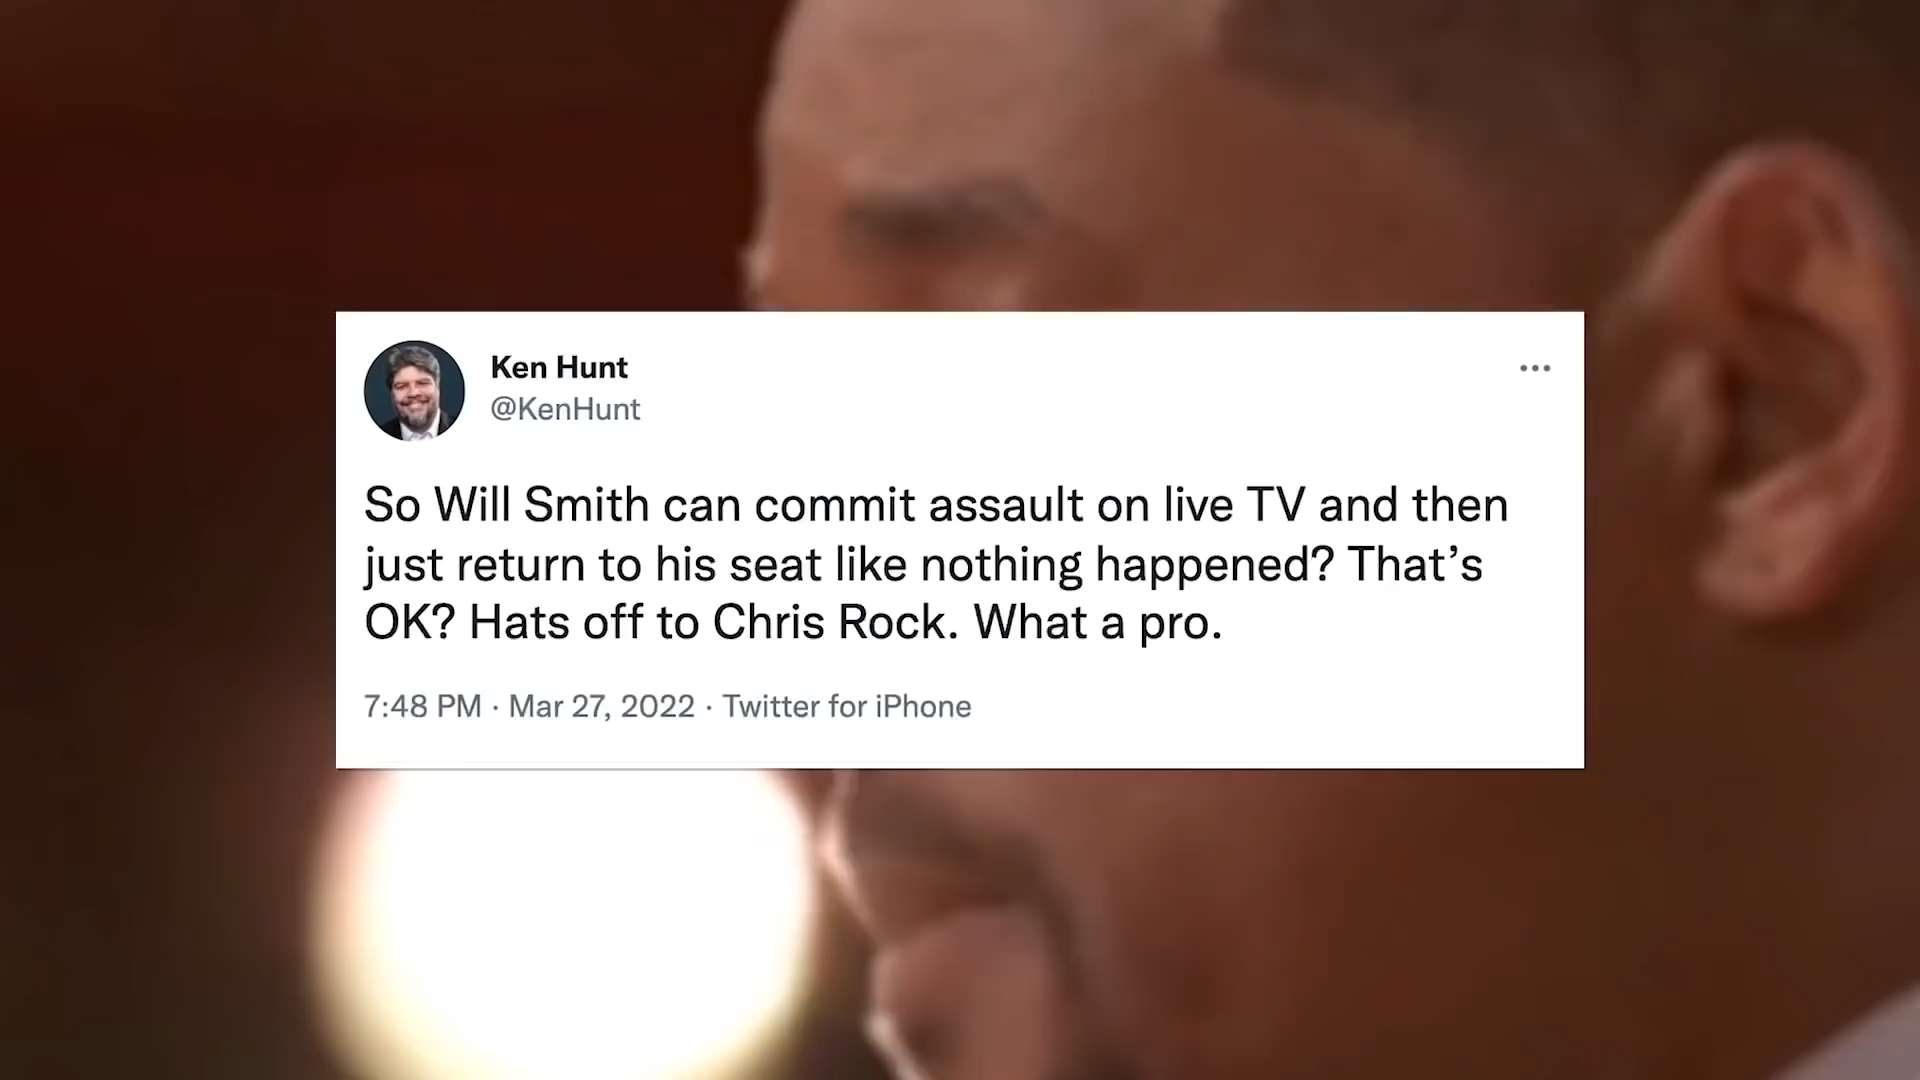 Ken Hunt
@KenHunt
So Will Smith can commit assault on live TV and then
just return to his seat like nothing happened? That’s
OK? Hats off to Chris Rock. What a pro.
7:48 PM · Mar 27, 2022 · Twitter for iPhone